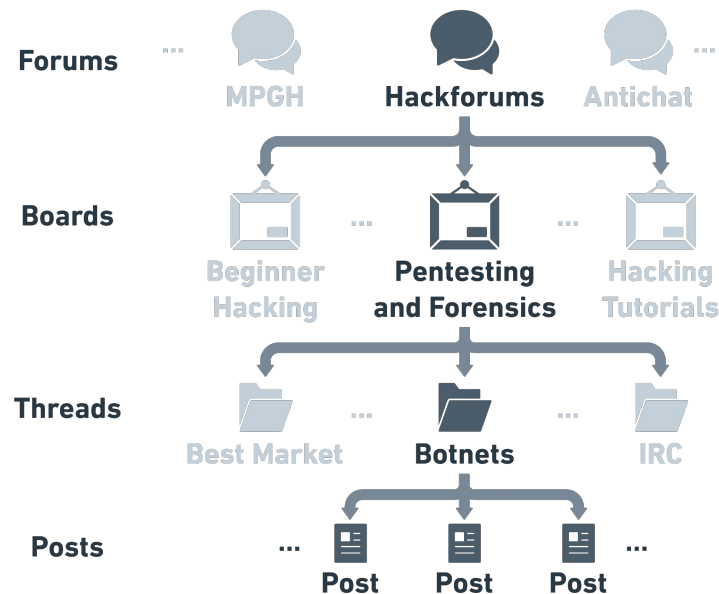 Forums
...
MPGH
Hackforums
Antichat
...
Boards
...
...
Beginner
Hacking
Pentesting
and Forensics
Hacking
Tutorials
Threads
...
...
Best Market
Botnets
IRC
Posts
...
...
Post
Post
Post